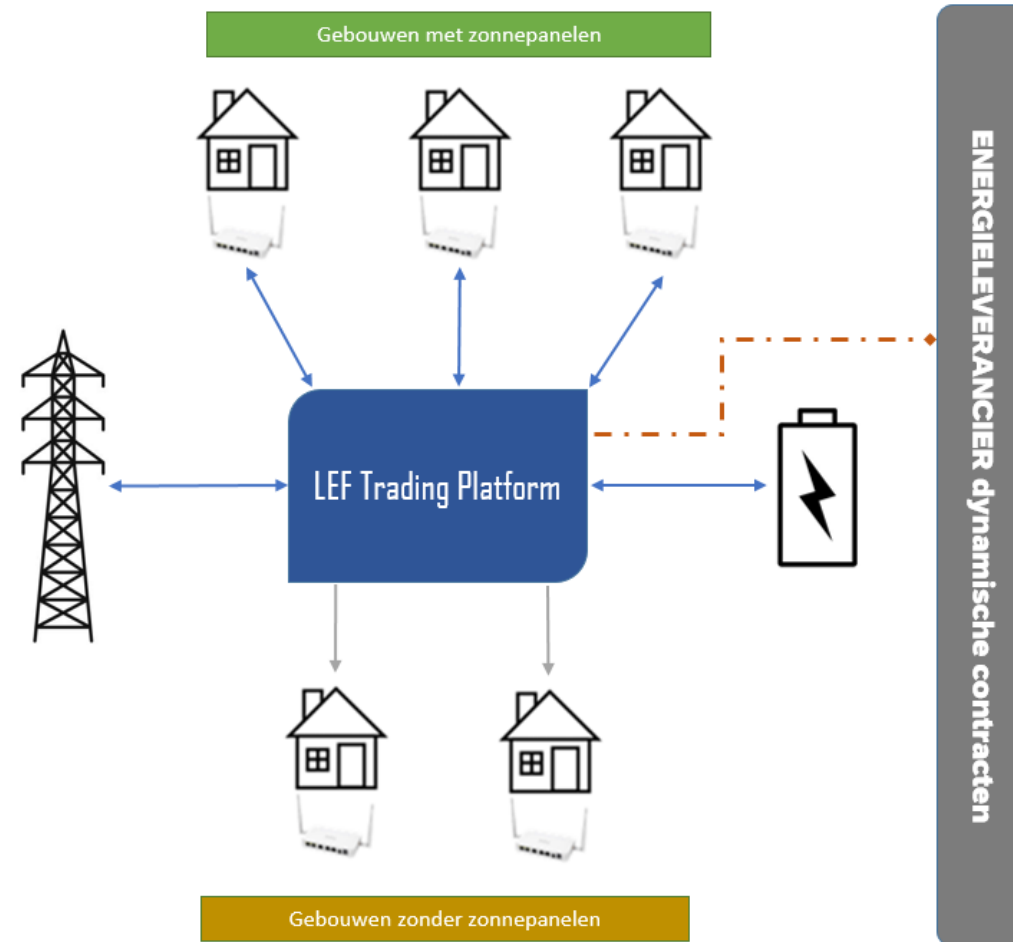 Gebouwen met zonnepanelen
ENERGIELEVERANCIER dynamische contracten
LEF Trading Platform
Gebouwen zonder zonnepanelen